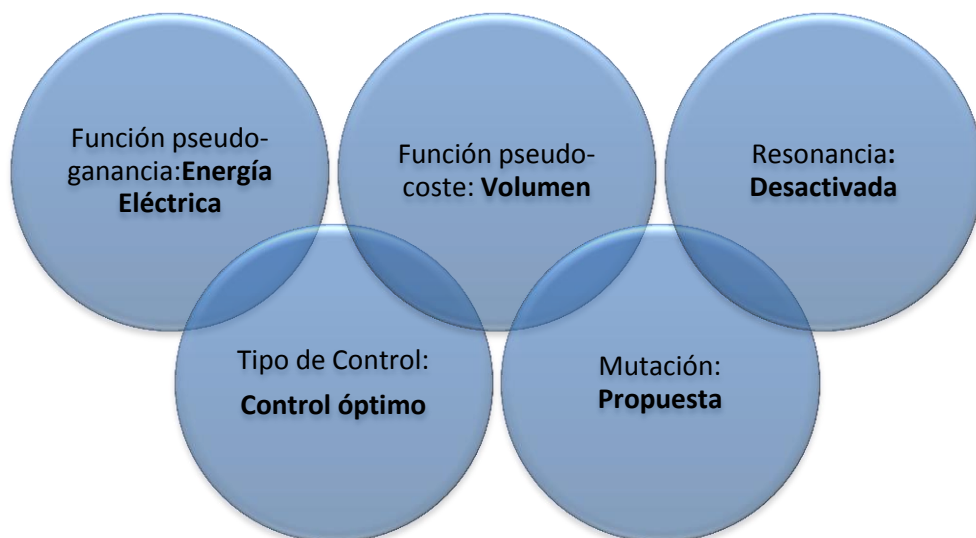 Función pseudo-
ganancia:Energía
Eléctrica
Función pseudo-
coste: Volumen
Resonancia:
Desactivada
Tipo de Control:
Control óptimo
Mutación:
Propuesta